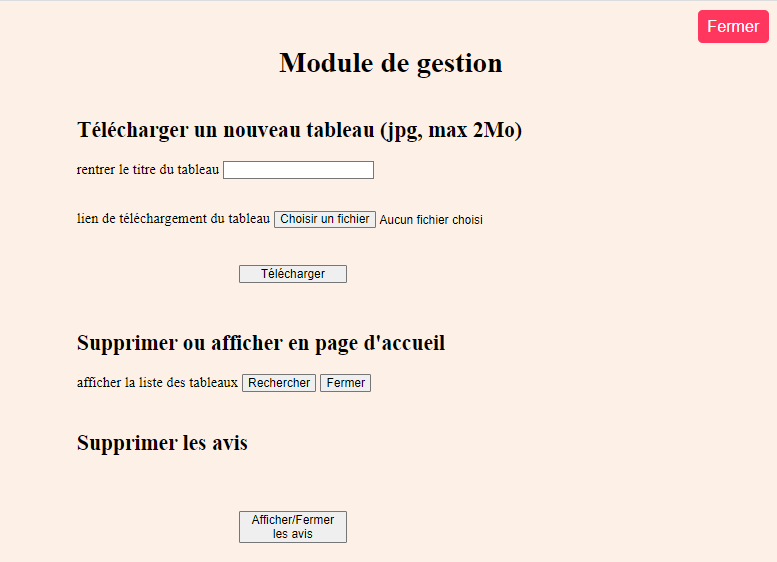 Fermer
Module de gestion
Télécharger un nouveau tableau (jpg, max 2Mo)
rentrer le titre du tableau
lien de téléchargement du tableau Choisir un fichier Aucun fichier choisi
Télécharger
Supprimer ou afficher en page d'accueil
afficher la liste des tableaux Rechercher Fermer
Supprimer les avis
Afficher/Fermer
les avis